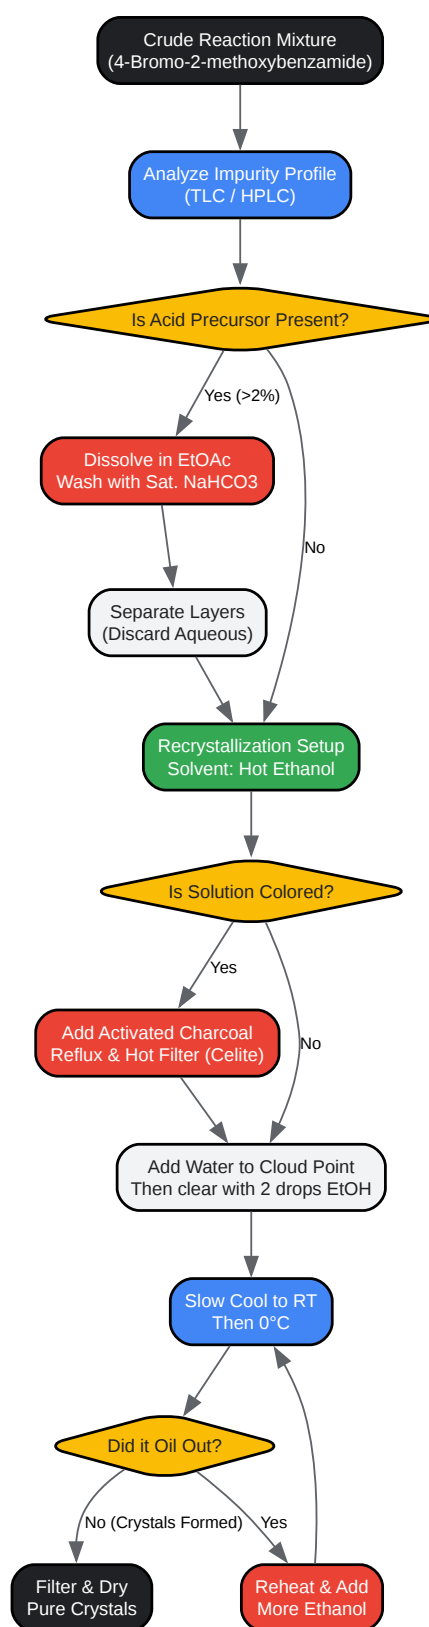 Crude Reaction Mixture
(4-Bromo-2-methoxybenzamide)
Analyze Impurity Profile
(TLC / HPLC)
Is Acid Precursor Present?
Yes (>2%)
Dissolve in EtOAc
Wash with Sat. NaHCO3
No
Separate Layers
(Discard Aqueous)
Recrystallization Setup
Solvent: Hot Ethanol
Is Solution Colored?
Yes
Add Activated Charcoal
Reflux & Hot Filter (Celite)
No
Add Water to Cloud Point
Then clear with 2 drops EtOH
Slow Cool to RT
Then 0°C
Did it Oil Out?
No (Crystals Formed)
Yes
Filter & Dry
Pure Crystals
Reheat & Add
More Ethanol